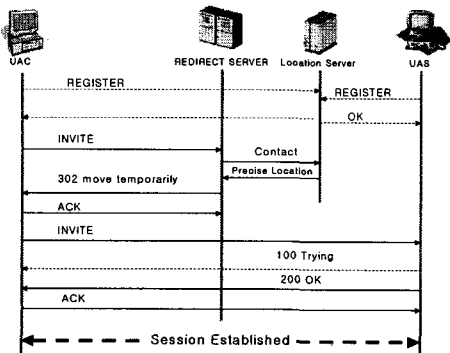 UAC REDIRECT SERVER Location Server UAS
REGISTER
REGISTER
OK
INVITE
Contact
Precise Location
302 move temporarily
ACK
INVITE
100 Trying
200 OK
ACK
Session Established